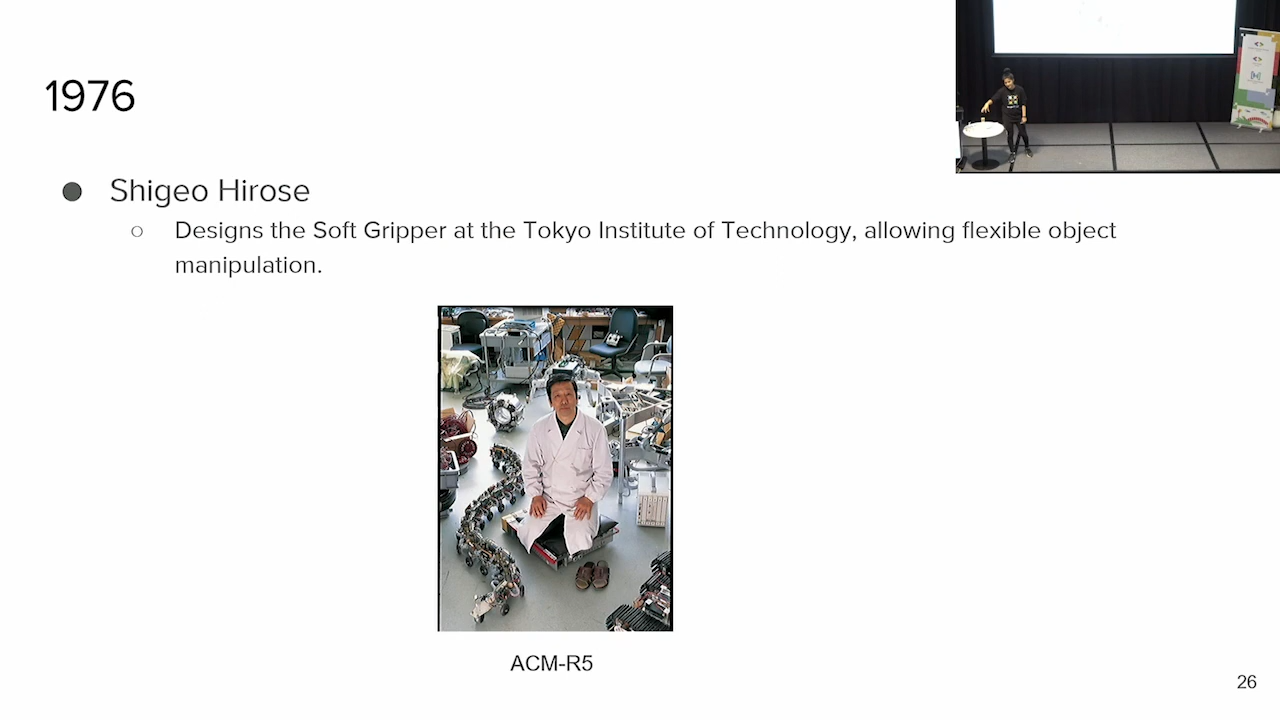 1976
Shigeo Hirose
Designs the Soft Gripper at the Tokyo Institute of Technology, allowing flexible object
manipulation.
ACM-R5
26